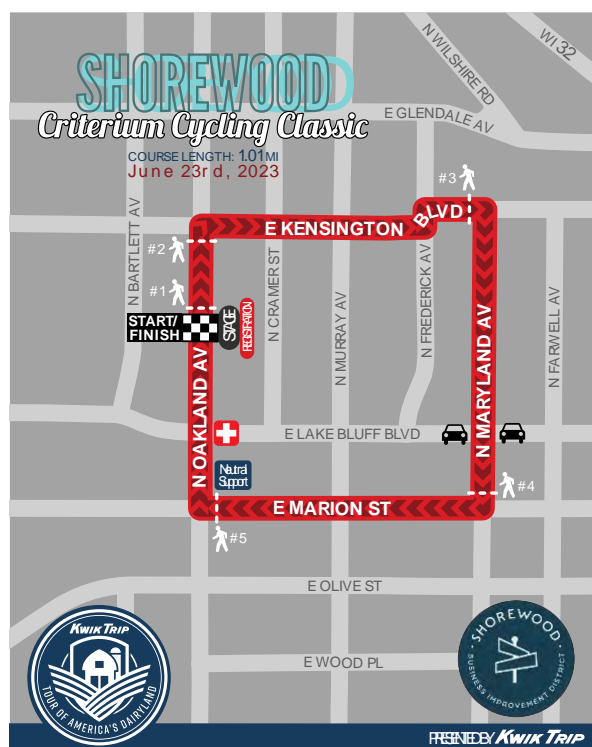 SHOREWOOD
Criterium Cycling Classic
COURSE LENGTH: 1.01 MI
June 23rd, 2023
N WILSHIRE RD
WI 32
E GLENDALE AV
#3
BLVD
E KENSINGTON
N BARTLETT AV
#2
#1
START/
FINISH
STAGE
REGISTRATION
N CRAMER ST
N MURRAY AV
N FREDERICK AV
N MARYLAND AV
N FARWELL AV
N OAKLAND AV
E LAKE BLUFF BLVD
Neutral
Support
#4
E MARION ST
#5
E OLIVE ST
E WOOD PL
KWIK TRIP
TOUR OF AMERICA'S DAIRYLAND
SHOREWOOD
BUSINESS IMPROVEMENT DISTRICT
PRESENTED BY KWIK TRIP